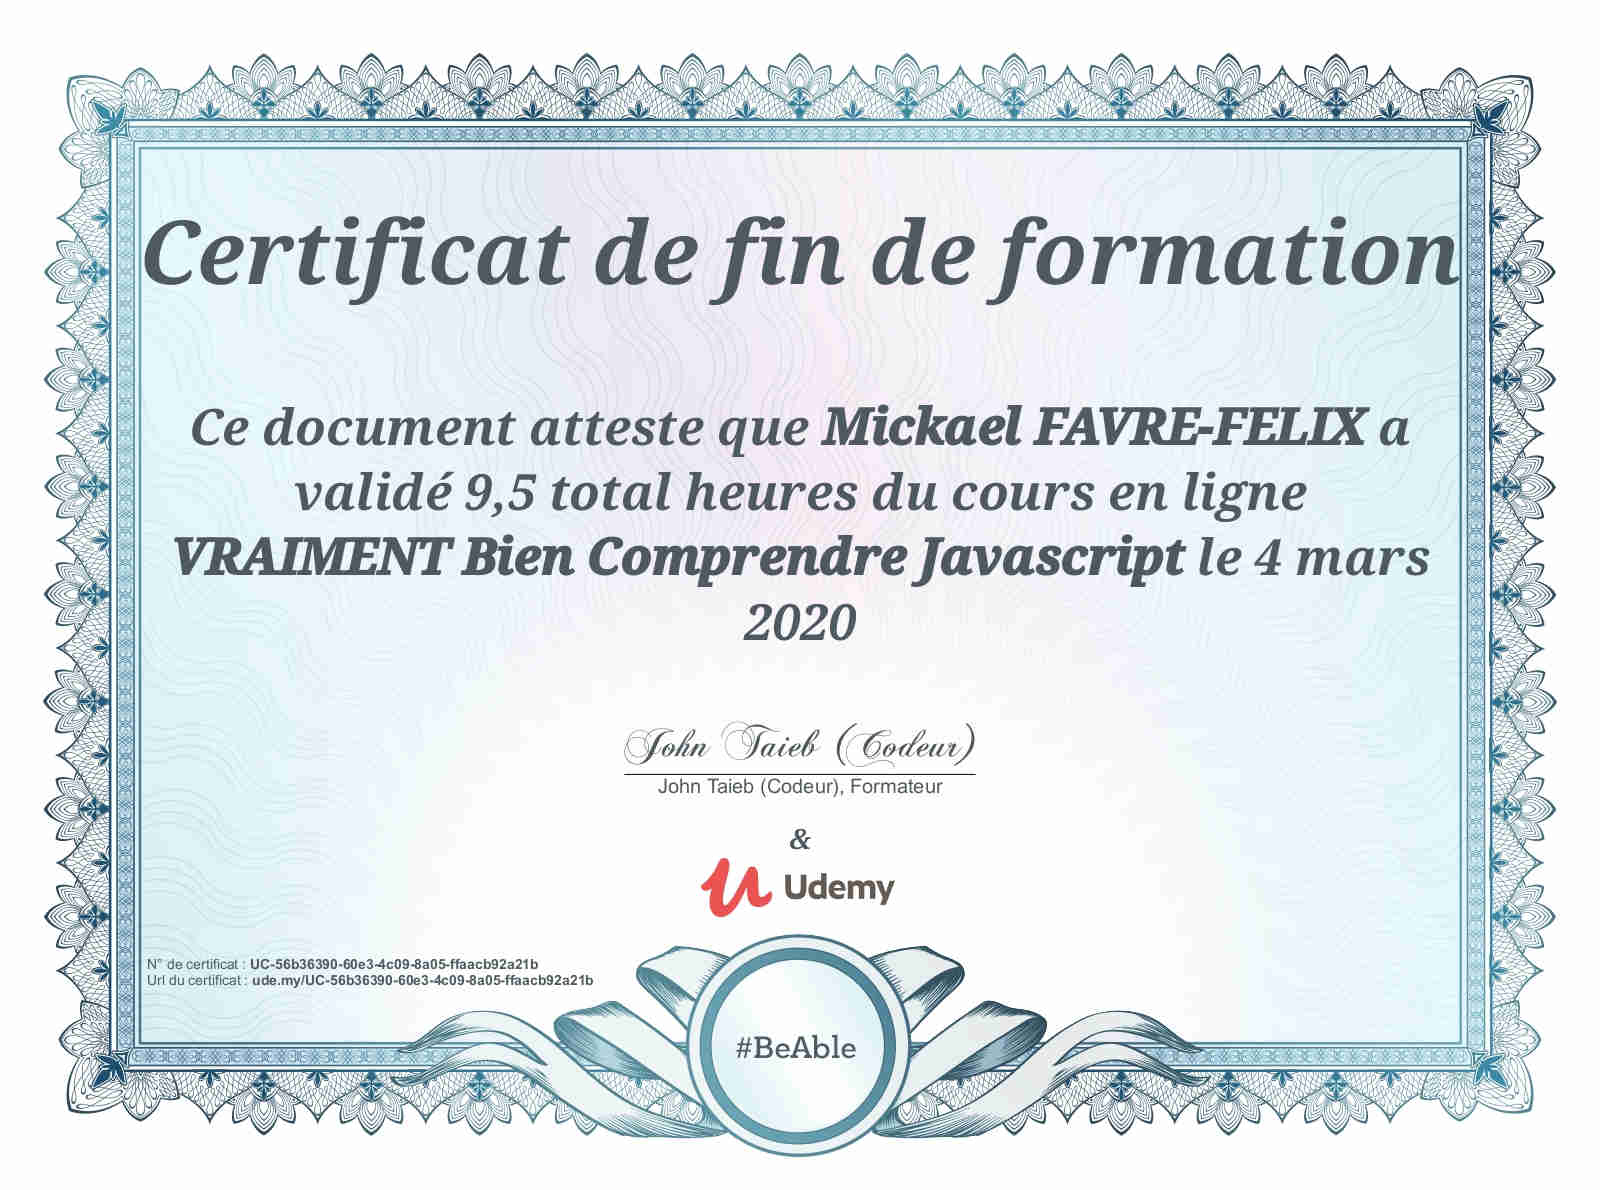 Certificat de fin de formation
Ce document atteste que Mickael FAVRE-FELIX a
validé 9,5 total heures du cours en ligne
VRAIMENT Bien Comprendre Javascript le 4 mars
2020
John Taieb (Codeur)
John Taieb (Codeur), Formateur
&
Udemy
N° de certificat : UC-56b36390-60e3-4c09-8a05-ffaacb92a21b
Url du certificat : ude.my/UC-56b36390-60e3-4c09-8a05-ffaacb92a21b
#BeAble